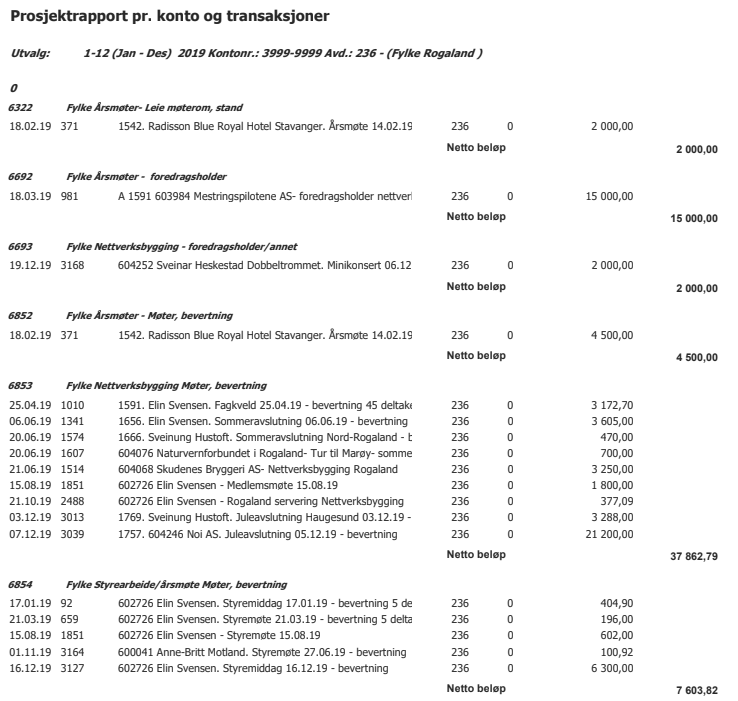 Prosjektrapport pr. konto og transaksjoner
Utvalg: 1-12 (Jan - Des) 2019 Kontonr.: 3999-9999 Avd.: 236 - (Fylke Rogaland )
0
6322 Fylke Årsmøter- Leie møterom, stand
18.02.19 371 1542. Radisson Blue Royal Hotel Stavanger. Årsmøte 14.02.19 236 0 2 000,00
Netto beløp 2 000,00
6692 Fylke Årsmøter - foredragsholder
18.03.19 981 A 1591 603984 Mestringspilotene AS- foredragsholder nettver 236 0 15 000,00
Netto beløp 15 000,00
6693 Fylke Nettverksbygging - foredragsholder/annet
19.12.19 3168 604252 Sveinar Heskestad Dobbeltrommet. Minikonsert 06.12 236 0 2 000,00
Netto beløp 2 000,00
6852 Fylke Årsmøter - Møter, bevertning
18.02.19 371 1542. Radisson Blue Royal Hotel Stavanger. Årsmøte 14.02.19 236 0 4 500,00
Netto beløp 4 500,00
6853 Fylke Nettverksbygging Møter, bevertning
25.04.19 1010 1591. Elin Svensen. Fagkveld 25.04.19 - bevertning 45 deltake 236 0 3 172,70
06.06.19 1341 1656. Elin Svensen. Sommeravslutning 06.06.19 - bevertning 236 0 3 605,00
20.06.19 1574 1666. Sveinung Hustoft. Sommeravslutning Nord-Rogaland - b 236 0 470,00
20.06.19 1607 604076 Naturvernforbundet i Rogaland- Tur til Marøy- somme 236 0 700,00
21.06.19 1514 604068 Skudenes Bryggeri AS- Nettverksbygging Rogaland 236 0 3 250,00
15.08.19 1851 602726 Elin Svensen - Medlemsmøte 15.08.19 236 0 1 800,00
21.10.19 2488 602726 Elin Svensen - Rogaland servering Nettverksbygging 236 0 377,09
03.12.19 3013 1769. Sveinung Hustoft. Juleavslutning Haugesund 03.12.19 - 236 0 3 288,00
07.12.19 3039 1757. 604246 Noi AS. Juleavslutning 05.12.19 - bevertning 236 0 21 200,00
Netto beløp 37 862,79
6854 Fylke Styrearbeide/årsmøte Møter, bevertning
17.01.19 92 602726 Elin Svensen. Styremiddag 17.01.19 - bevertning 5 de 236 0 404,90
21.03.19 659 602726 Elin Svensen. Styremøte 21.03.19 - bevertning 5 delta 236 0 196,00
15.08.19 1851 602726 Elin Svensen - Styremøte 15.08.19 236 0 602,00
01.11.19 3164 600041 Anne-Britt Motland. Styremøte 27.06.19 - bevertning 236 0 100,92
16.12.19 3127 602726 Elin Svensen. Styremiddag 16.12.19 - bevertning 236 0 6 300,00
Netto beløp 7 603,82